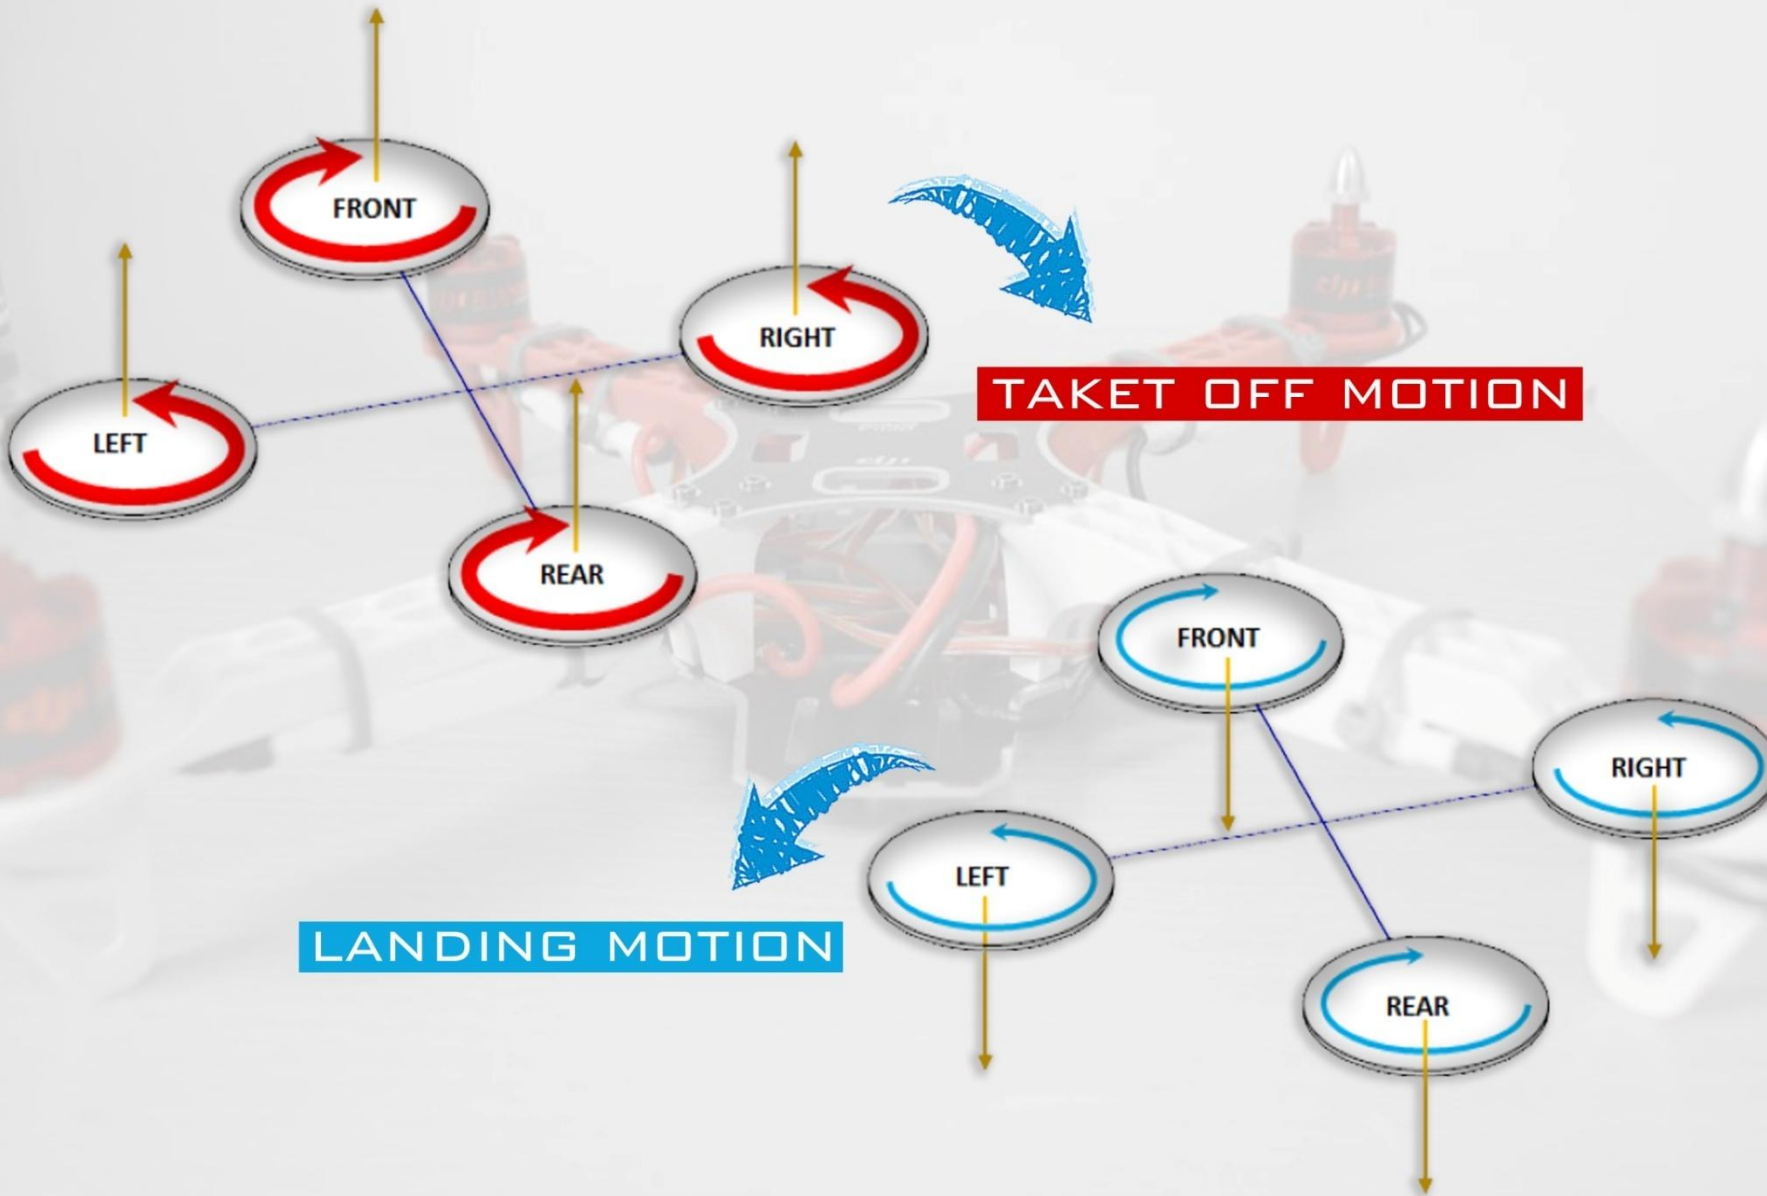 FRONT
RIGHT
LEFT
REAR
TAKET OFF MOTION
FRONT
RIGHT
LEFT
REAR
LANDING MOTION